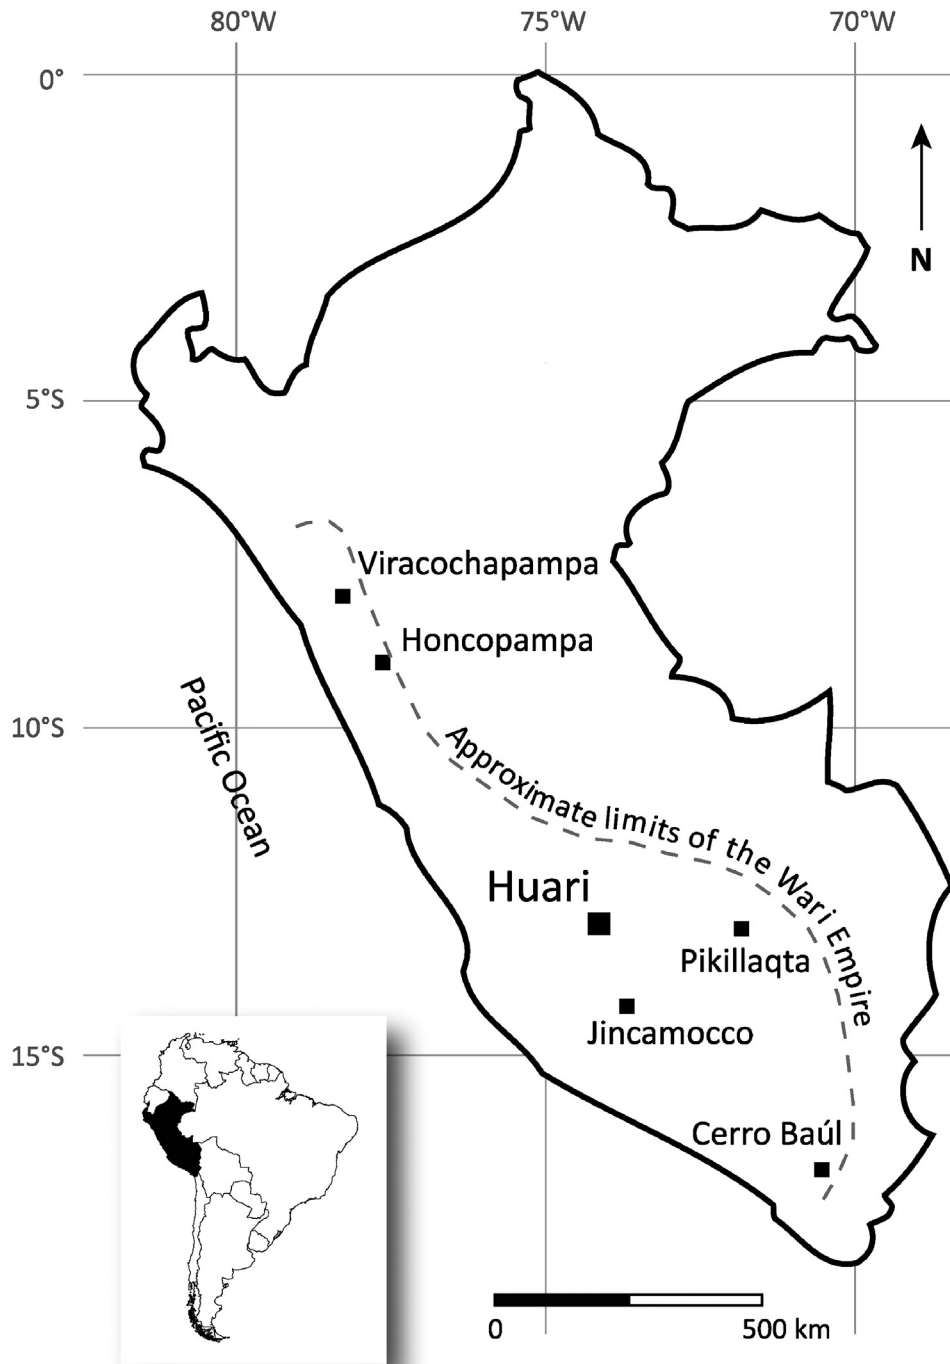 80°W 75°W 70°W
0°
N
5°S
Viracochapampa
Honcopampa
Pacific Ocean
10°S
Approximate limits of the Wari Empire
Huari
Pikillaqta
Jincamocco
15°S
Cerro Baúl
0 500 km